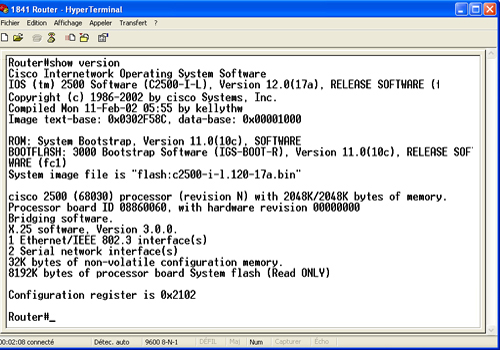 1841 Router - HyperTerminal
Fichier Edition Affichage Appeler Transfert ?
Router#show version
Cisco Internetwork Operating System Software
IOS (tm) 2500 Software (C2500-I-L), Version 12.0(17a), RELEASE SOFTWARE (f
Copyright (c) 1986-2002 by cisco Systems, Inc.
Compiled Mon 11-Feb-02 05:55 by kellythw
Image text-base: 0x0302F58C, data-base: 0x00001000
ROM: System Bootstrap, Version 11.0(10c), SOFTWARE
BOOTFLASH: 3000 Bootstrap Software (IGS-BOOT-R), Version 11.0(10c), RELEASE SOF
WARE (fc1)
System image file is "flash:c2500-i-l.120-17a.bin"
cisco 2500 (68030) processor (revision N) with 2048K/2048K bytes of memory.
Processor board ID 08860060, with hardware revision 00000000
Bridging software.
X.25 software, Version 3.0.0.
1 Ethernet/IEEE 802.3 interface(s)
2 Serial network interface(s)
32K bytes of non-volatile configuration memory.
8192K bytes of processor board System flash (Read ONLY)
Configuration register is 0x2102
Router#_
00:02:08 connecté Détec. auto 9600 8-N-1 DÉFIL Maj Num Capturer Écho